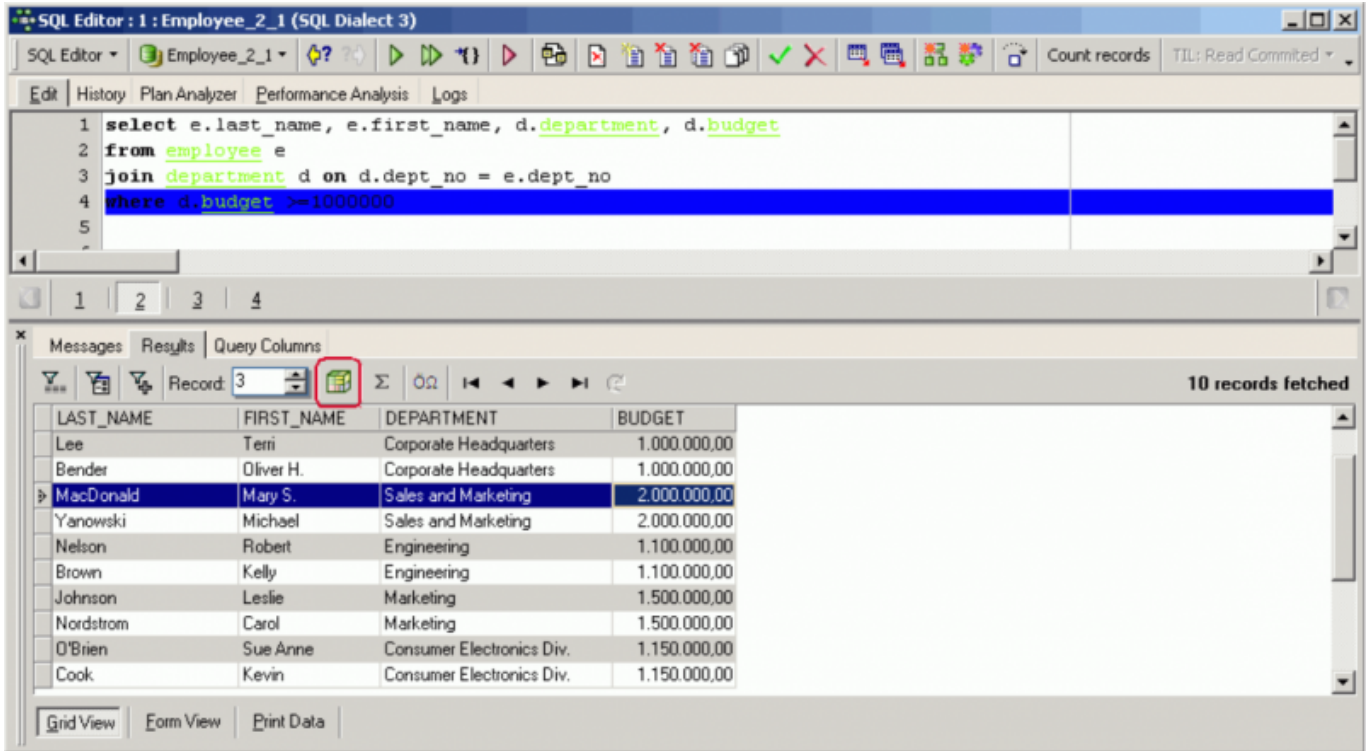 SQL Editor : 1 : Employee_2_1 (SQL Dialect 3)
SQL Editor Employee_2_1 Count records TIL: Read Commited
Edit History Plan Analyzer Performance Analysis Logs
1 select e.last_name, e.first_name, d.department, d.budget
2 from employee e
3 join department d on d.dept_no = e.dept_no
4 where d.budget >=1000000
5
1 2 3 4
Messages Results Query Columns
Record: 3 Σ ÕΩ 10 records fetched
LAST_NAME FIRST_NAME DEPARTMENT BUDGET
Lee Terri Corporate Headquarters 1.000.000,00
Bender Oliver H. Corporate Headquarters 1.000.000,00
MacDonald Mary S. Sales and Marketing 2.000.000,00
Yanowski Michael Sales and Marketing 2.000.000,00
Nelson Robert Engineering 1.100.000,00
Brown Kelly Engineering 1.100.000,00
Johnson Leslie Marketing 1.500.000,00
Nordstrom Carol Marketing 1.500.000,00
O'Brien Sue Anne Consumer Electronics Div. 1.150.000,00
Cook Kevin Consumer Electronics Div. 1.150.000,00
Grid View Form View Print Data